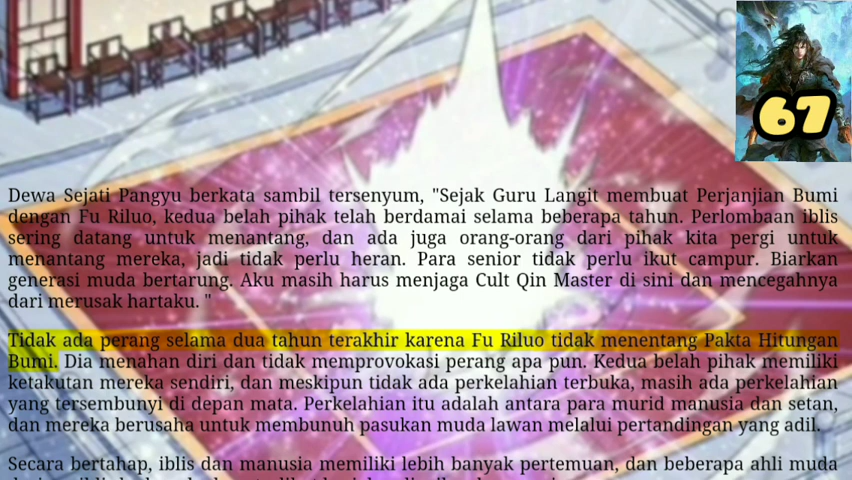 67
Dewa Sejati Pangyu berkata sambil tersenyum, "Sejak Guru Langit membuat Perjanjian Bumi
dengan Fu Riluo, kedua belah pihak telah berdamai selama beberapa tahun. Perlombaan iblis
sering datang untuk menantang, dan ada juga orang-orang dari pihak kita pergi untuk
menantang mereka, jadi tidak perlu heran. Para senior tidak perlu ikut campur. Biarkan
generasi muda bertarung. Aku masih harus menjaga Cult Qin Master di sini dan mencegahnya
dari merusak hartaku. "
Tidak ada perang selama dua tahun terakhir karena Fu Riluo tidak menentang Pakta Hitungan
Bumi. Dia menahan diri dan tidak memprovokasi perang apa pun. Kedua belah pihak memiliki
ketakutan mereka sendiri, dan meskipun tidak ada perkelahian terbuka, masih ada perkelahian
yang tersembunyi di depan mata. Perkelahian itu adalah antara para murid manusia dan setan,
dan mereka berusaha untuk membunuh pasukan muda lawan melalui pertandingan yang adil.
Secara bertahap, iblis dan manusia memiliki lebih banyak pertemuan, dan beberapa ahli muda